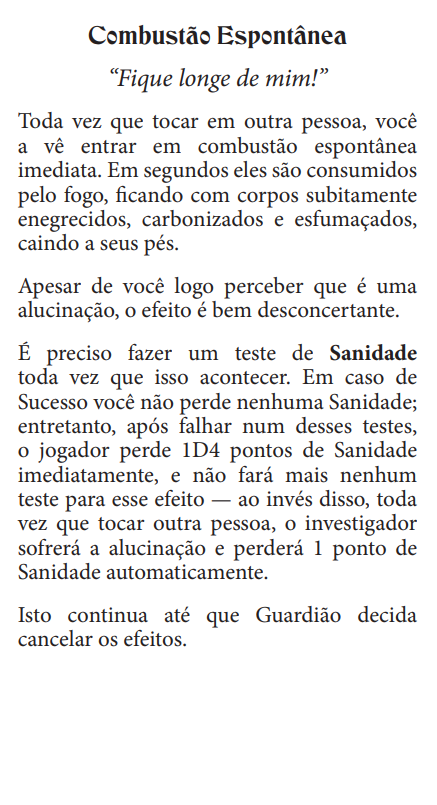 Combustão Espontânea
“Fique longe de mim!”
Toda vez que tocar em outra pessoa, você
a vê entrar em combustão espontânea
imediata. Em segundos eles são consumidos
pelo fogo, ficando com corpos subitamente
enegrecidos, carbonizados e esfumaçados,
caindo a seus pés.
Apesar de você logo perceber que é uma
alucinação, o efeito é bem desconcertante.
É preciso fazer um teste de Sanidade
toda vez que isso acontecer. Em caso de
Sucesso você não perde nenhuma Sanidade;
entretanto, após falhar num desses testes,
o jogador perde 1D4 pontos de Sanidade
imediatamente, e não fará mais nenhum
teste para esse efeito — ao invés disso, toda
vez que tocar outra pessoa, o investigador
sofrerá a alucinação e perderá 1 ponto de
Sanidade automaticamente.
Isto continua até que Guardião decida
cancelar os efeitos.